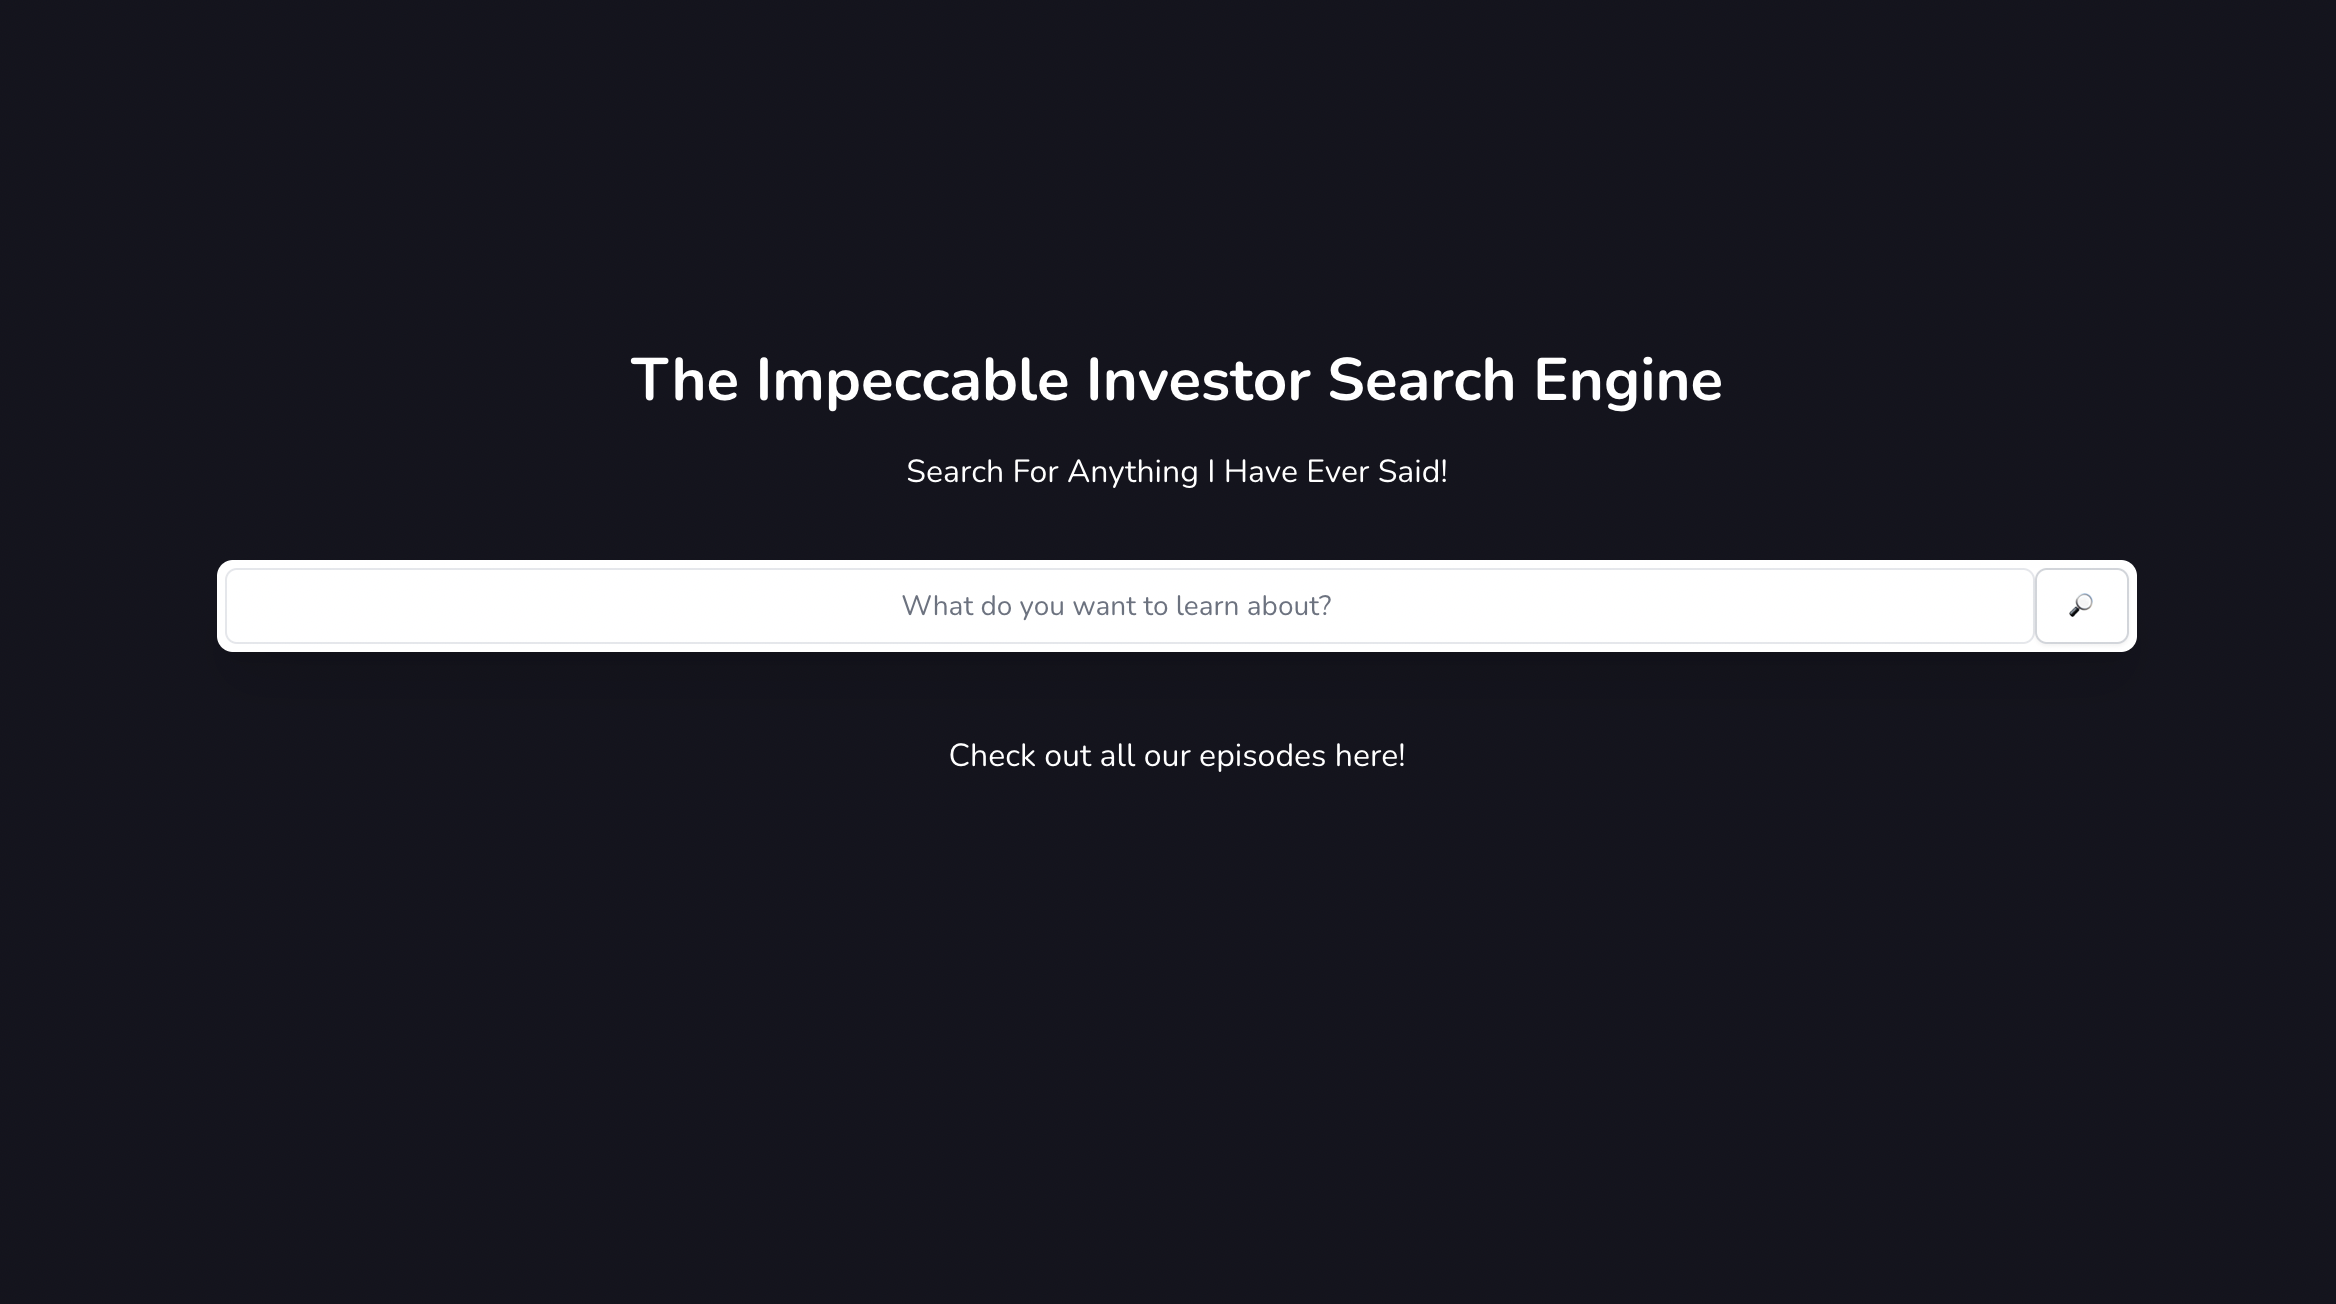 The Impeccable Investor Search Engine
Search For Anything I Have Ever Said!
What do you want to learn about?
Check out all our episodes here!